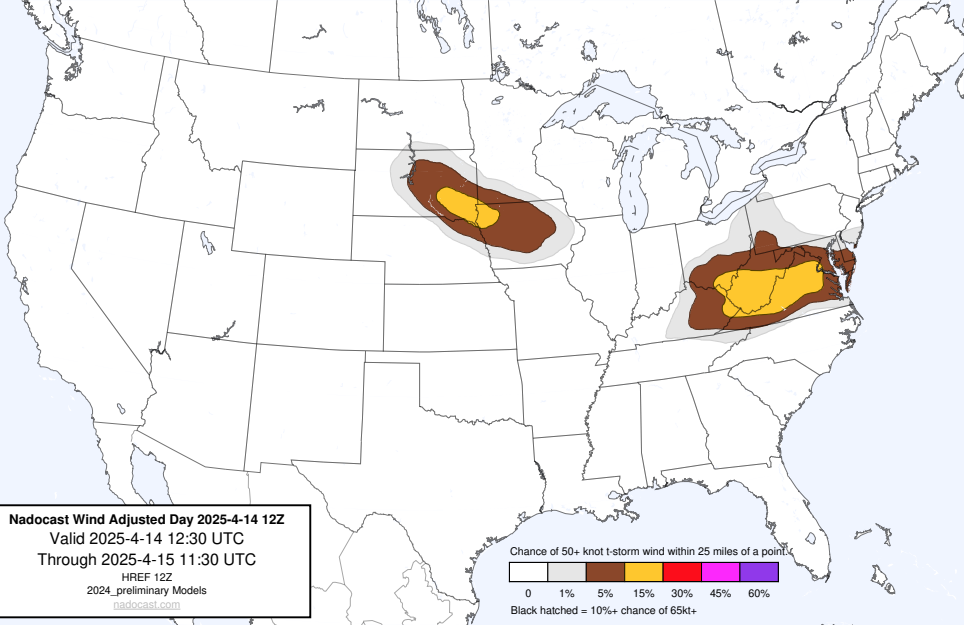 Nadocast Wind Adjusted Day 2025-4-14 12Z
Valid 2025-4-14 12:30 UTC
Through 2025-4-15 11:30 UTC
HREF 12Z
2024_preliminary Models
nadocast.com
Chance of 50+ knot t-storm wind within 25 miles of a point.
0 1% 5% 15% 30% 45% 60%
Black hatched = 10%+ chance of 65kt+